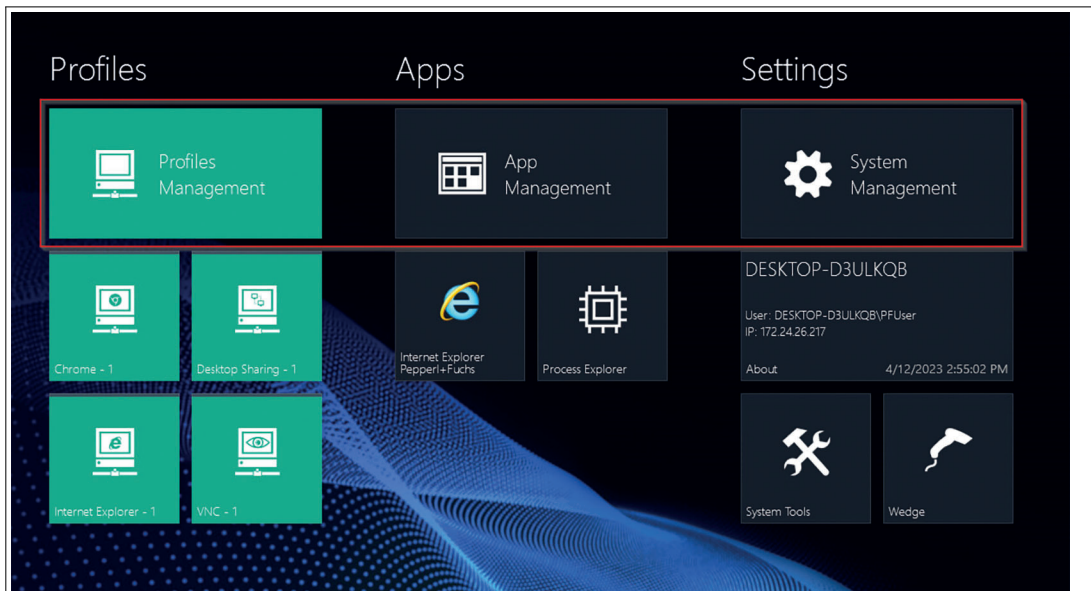 Profiles
Apps
Settings
Profiles
Management
App
Management
System
Management
Chrome - 1
Desktop Sharing - 1
Internet Explorer
Pepperl+Fuchs
Process Explorer
DESKTOP-D3ULKQB
User: DESKTOP-D3ULKQB\PFUser
IP: 172.24.26.217
About
4/12/2023 2:55:02 PM
Internet Explorer - 1
VNC - 1
System Tools
Wedge